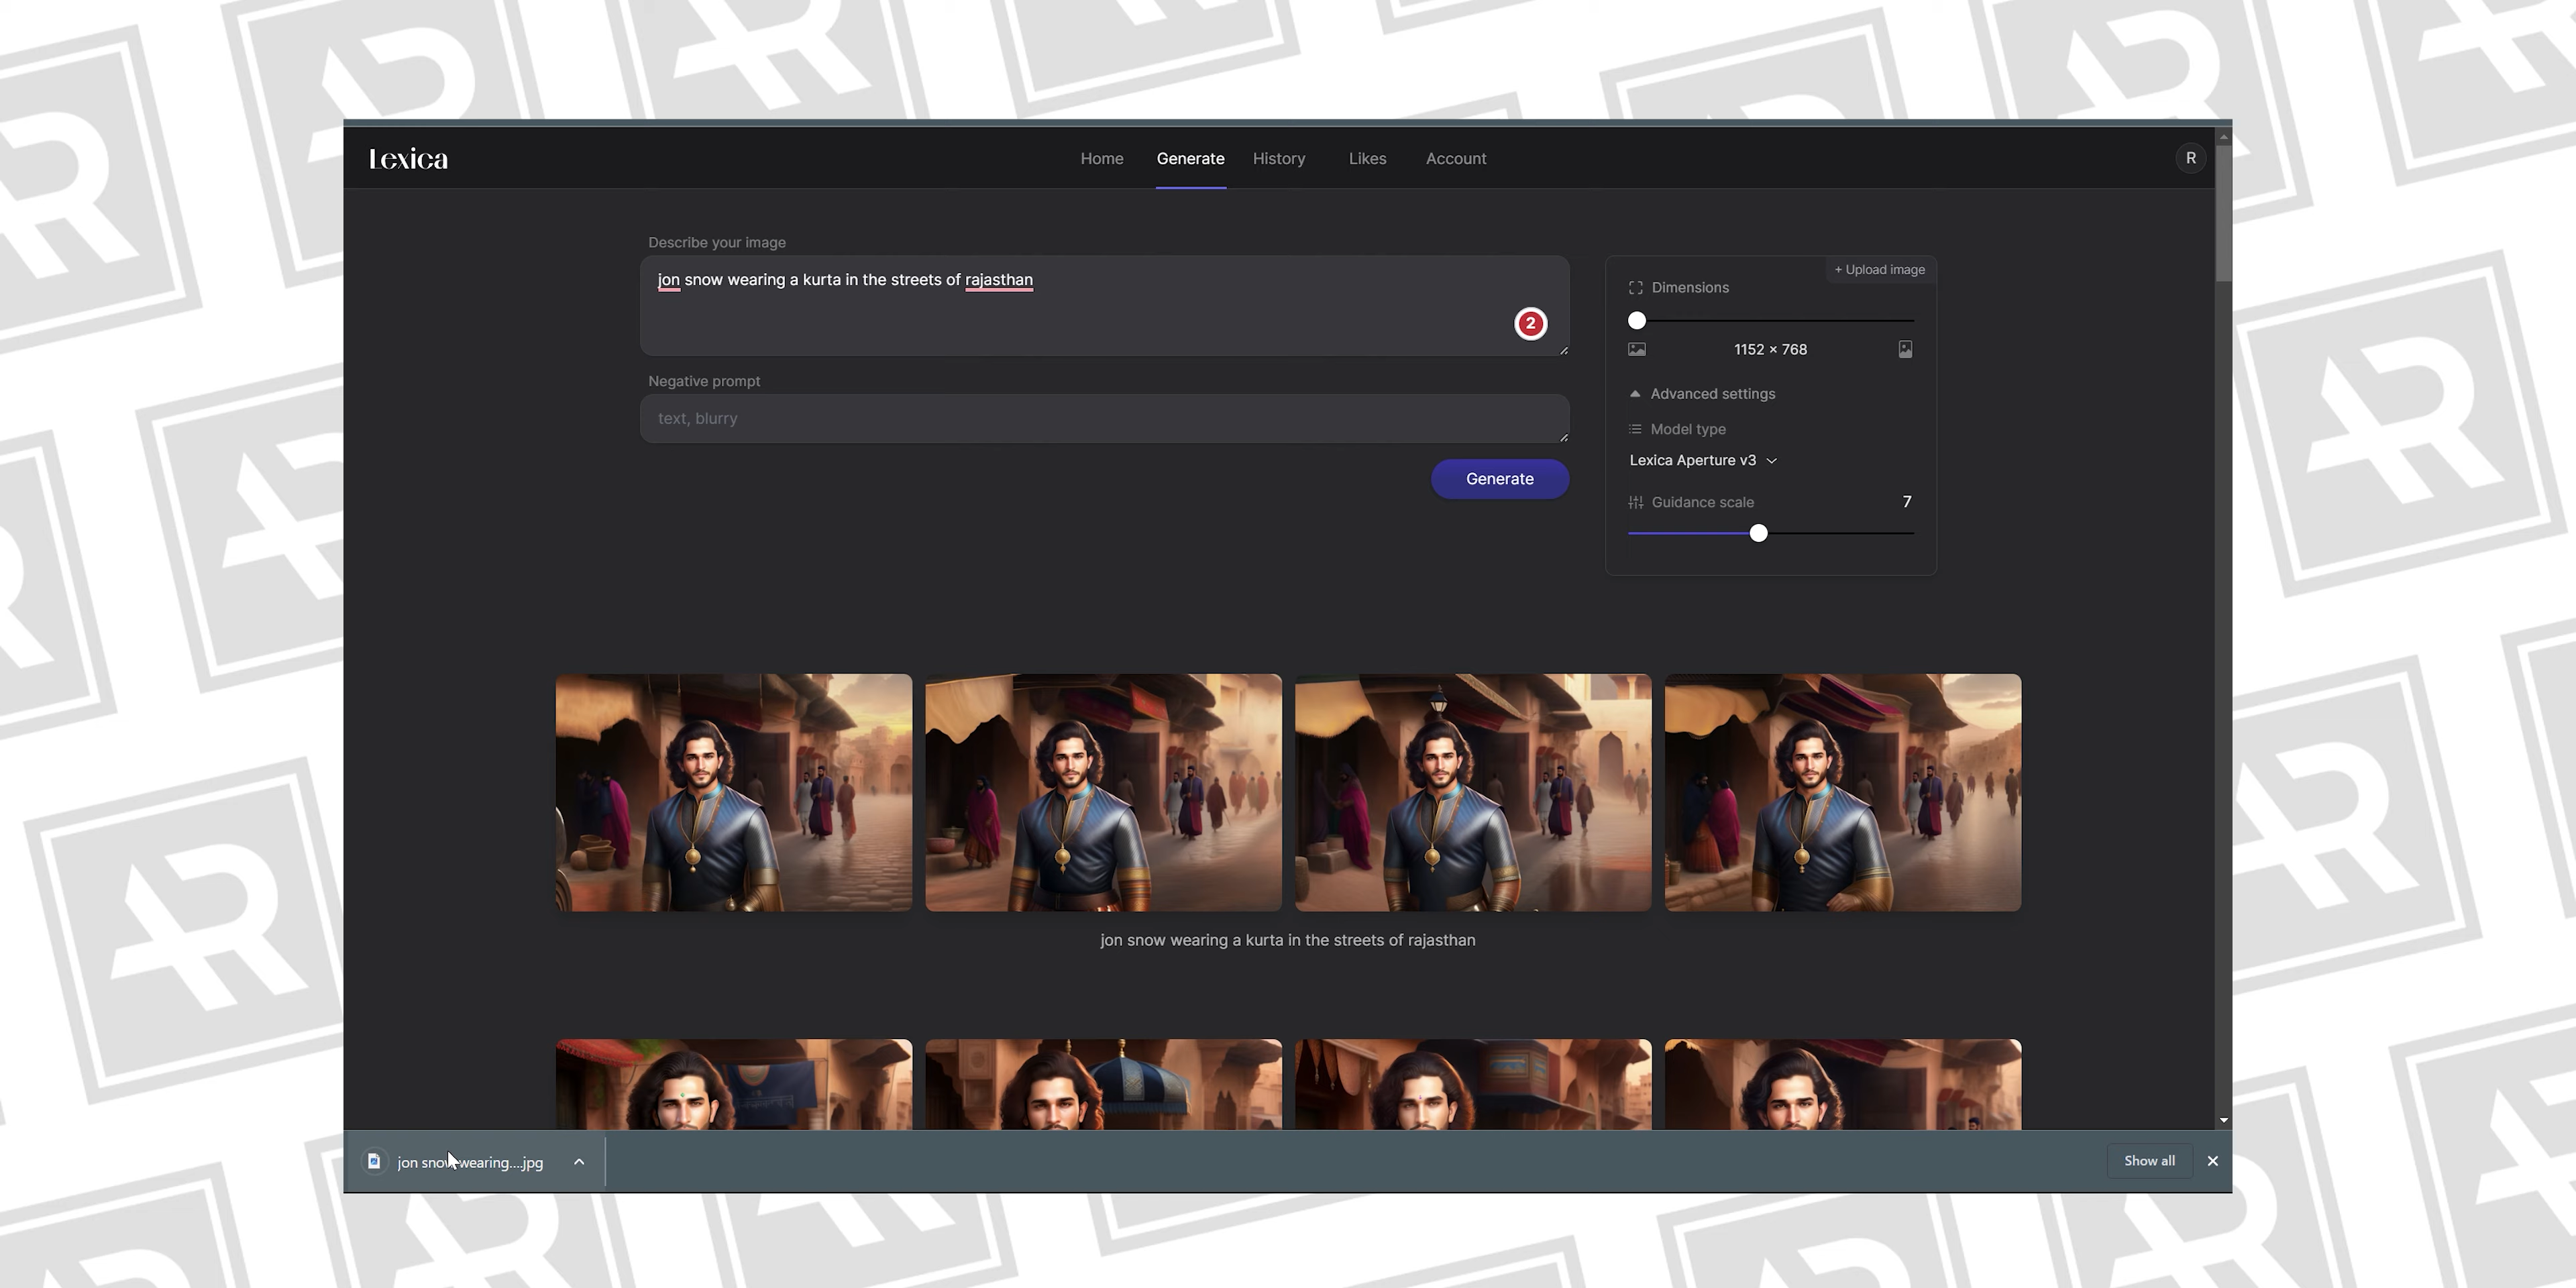 Lexica
Home
Generate
History
Likes
Account
R
Describe your image
jon snow wearing a kurta in the streets of rajasthan
2
Negative prompt
text, blurry
Generate
+ Upload image
Dimensions
1152 × 768
Advanced settings
Model type
Lexica Aperture v3
Guidance scale
7
jon snow wearing a kurta in the streets of rajasthan
jon snow wearing....jpg
Show all